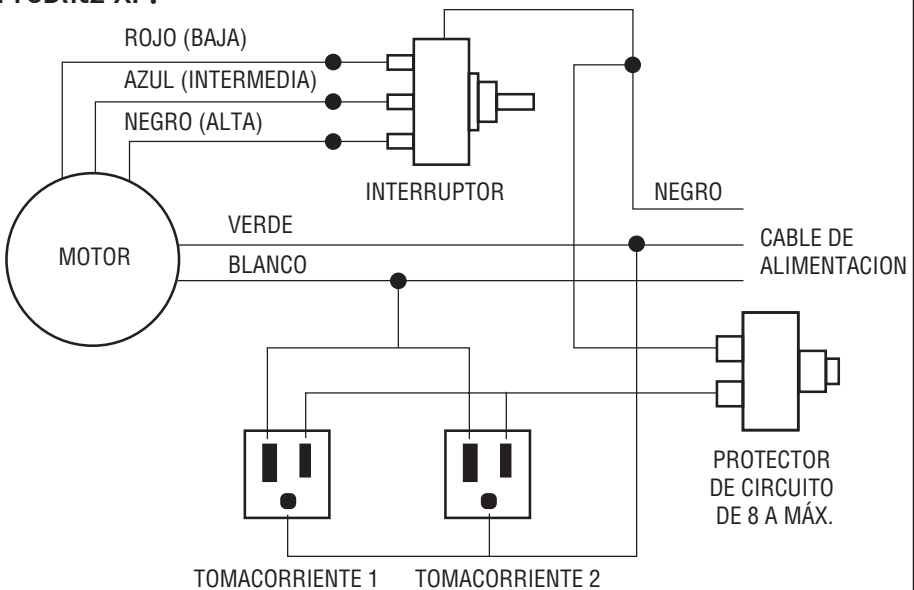 ROJO (BAJA)
AZUL (INTERMEDIA)
NEGRO (ALTA)
INTERRUPTOR
NEGRO
MOTOR
VERDE
BLANCO
CABLE DE
ALIMENTACION
PROTECTOR
DE CIRCUITO
DE 8 A MÁX.
TOMACORRIENTE 1
TOMACORRIENTE 2